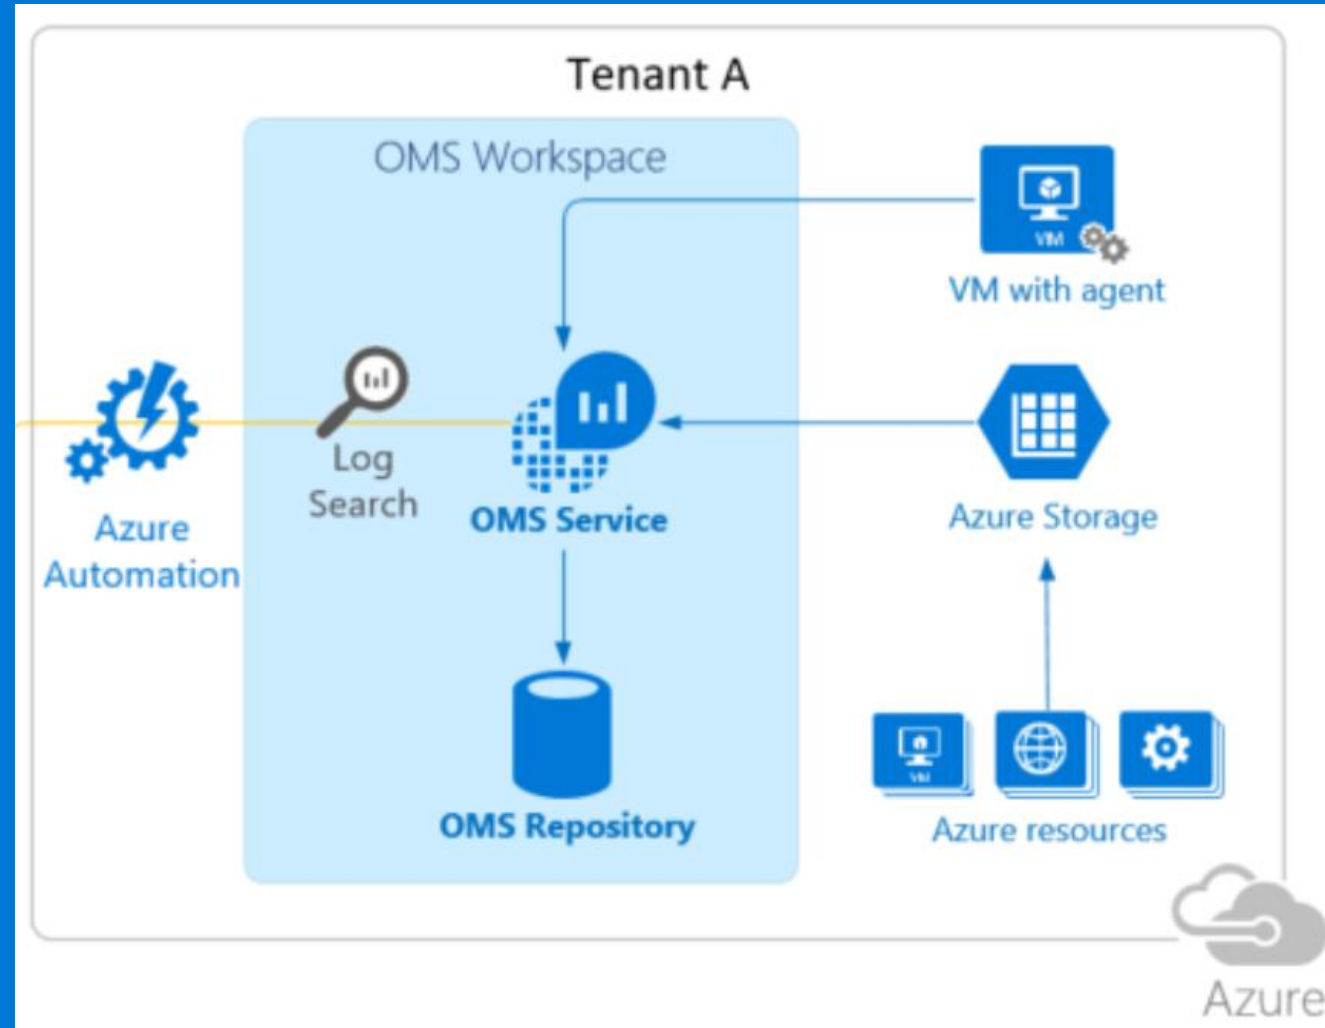 Tenant A
OMS Workspace
VM
VM with agent
Log
Search
OMS Service
Azure Storage
Azure
Automation
VM
OMS Repository
Azure resources
Azure